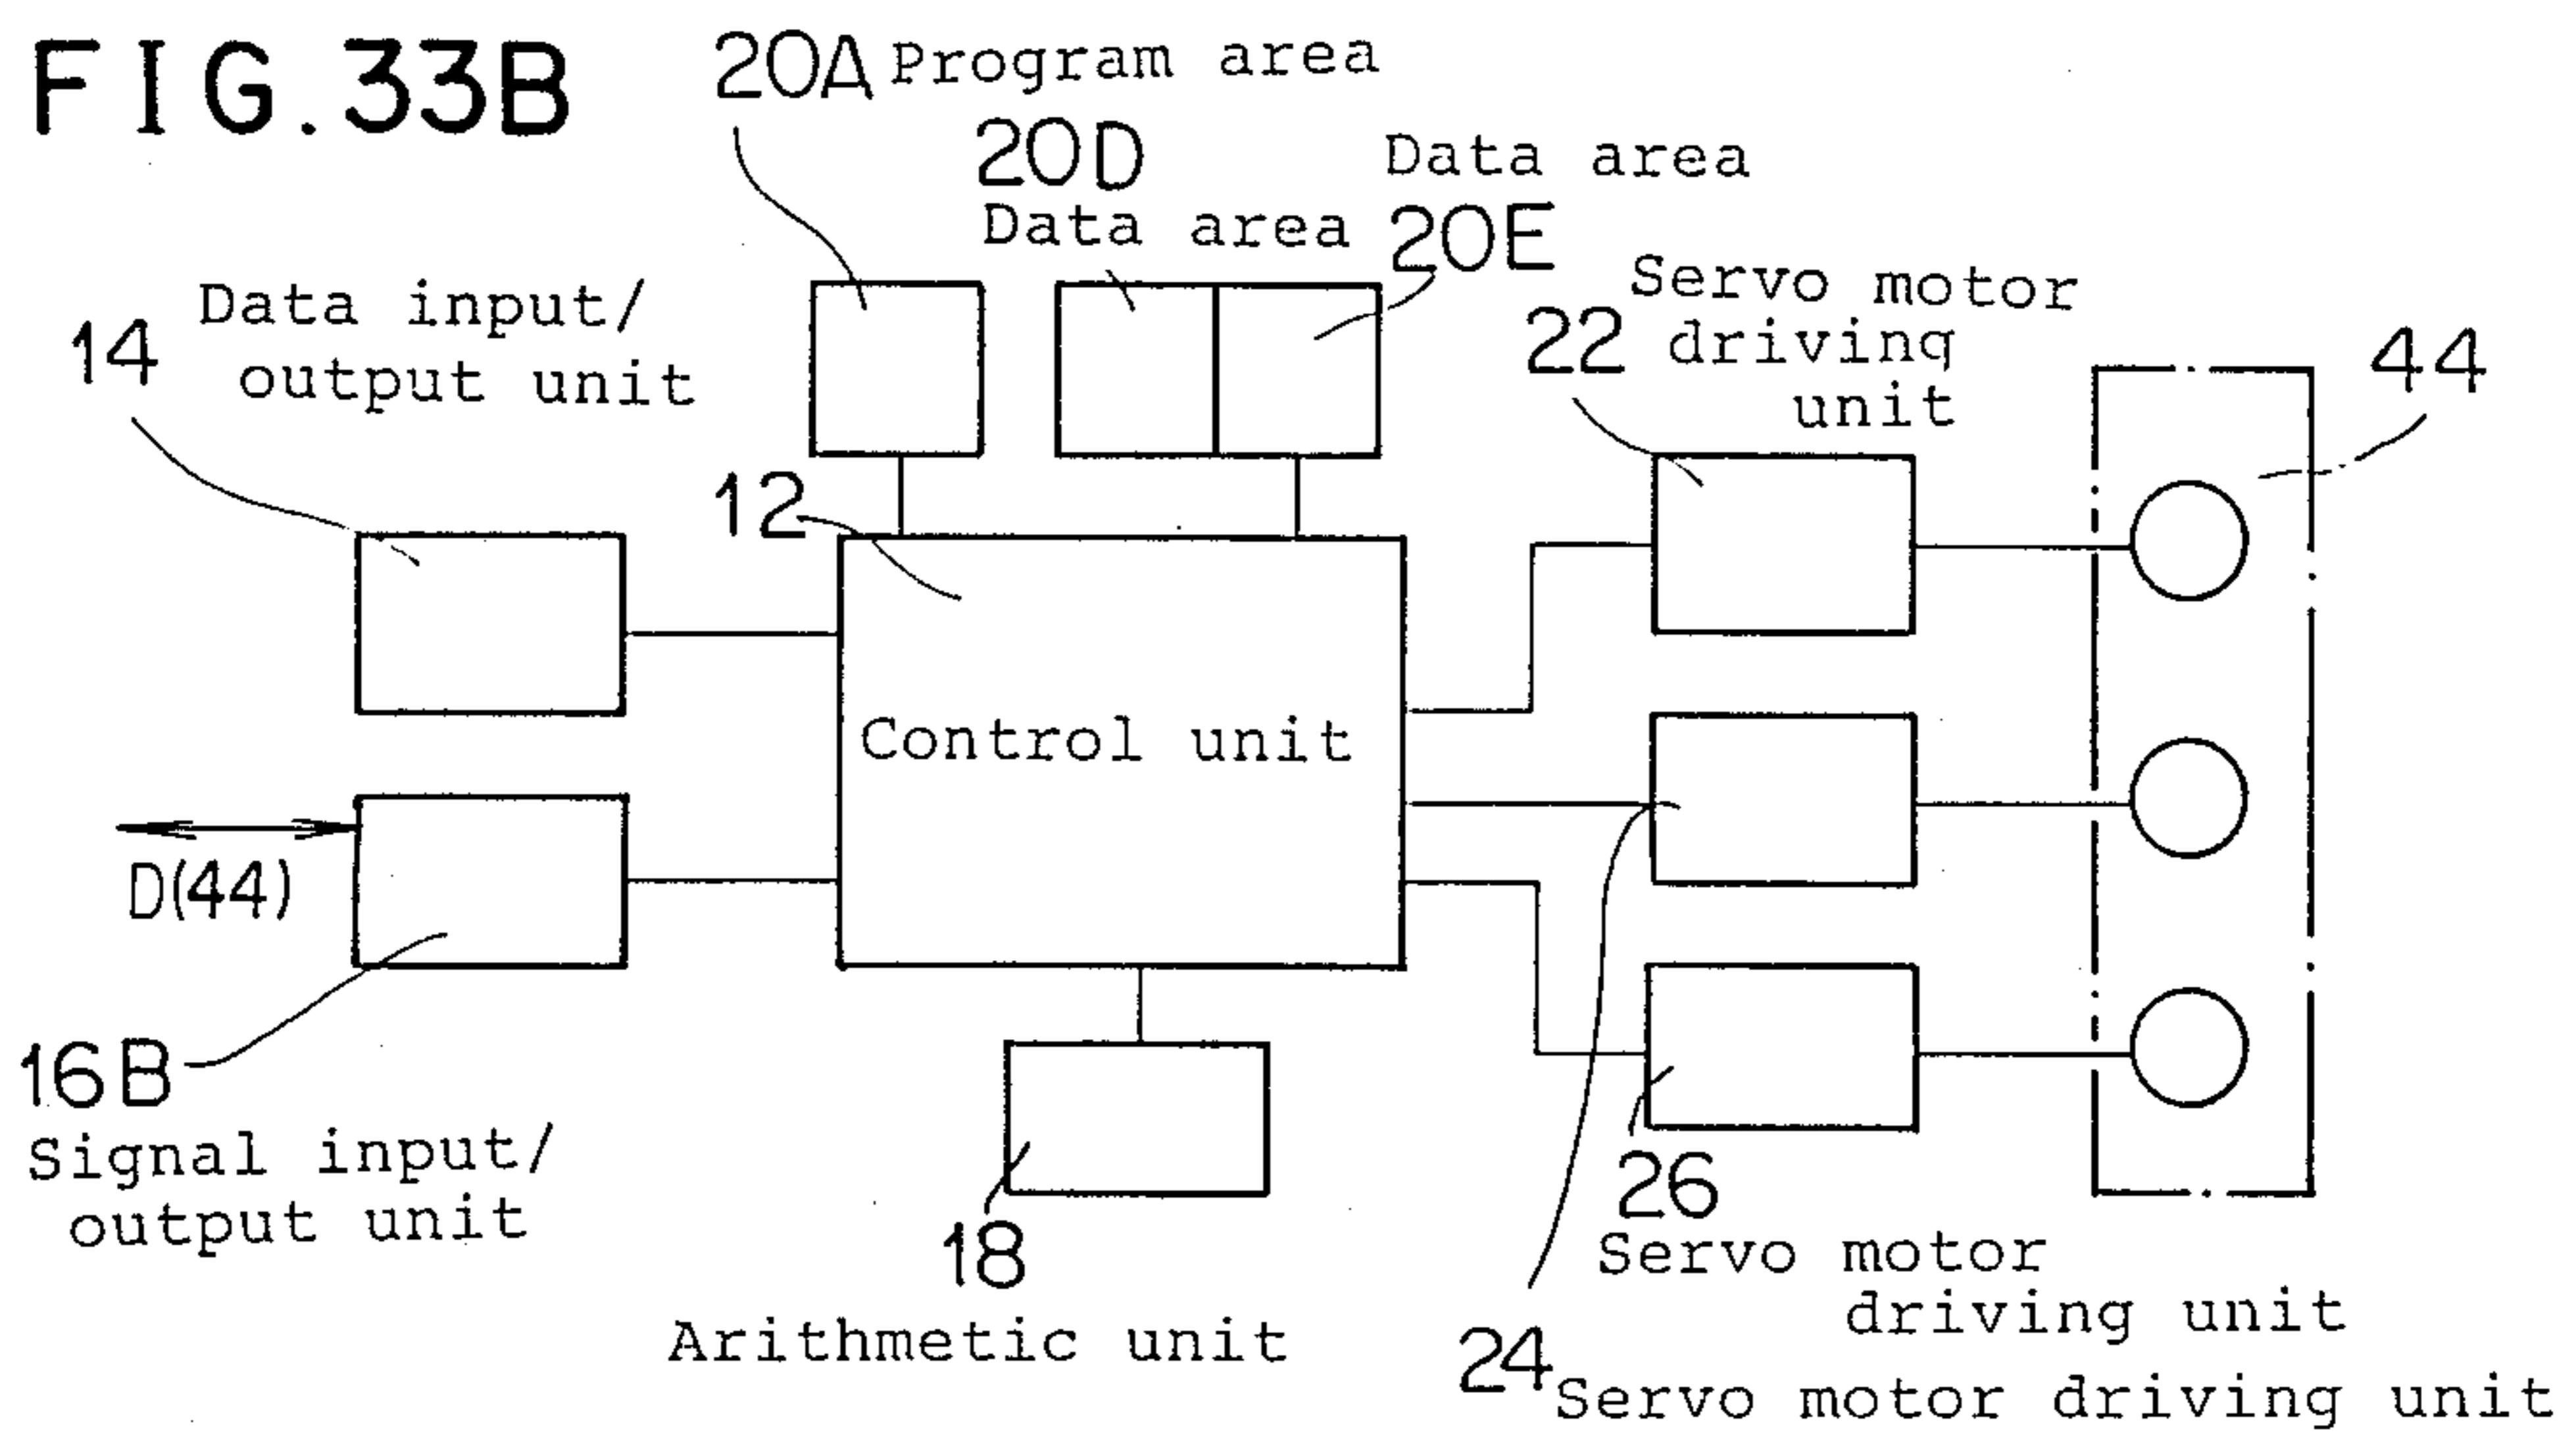 FIG.33B
20A Program area
20D
Data area
Data area
20E
14
Data input/
output unit
22
Servo motor
driving
unit
44
12
Control unit
D(44)
16B
Signal input/
output unit
18
Arithmetic unit
26
Servo motor
driving unit
24 Servo motor driving unit